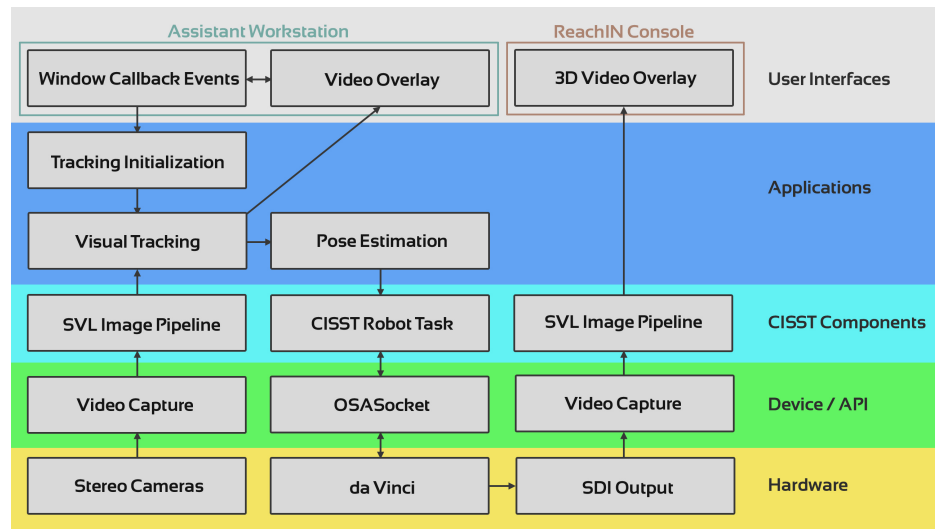 Assistant Workstation
ReachIN Console
Window Callback Events
Video Overlay
3D Video Overlay
User Interfaces
Tracking Initialization
Applications
Visual Tracking
Pose Estimation
SVL Image Pipeline
CISST Robot Task
SVL Image Pipeline
CISST Components
Video Capture
OSASocket
Video Capture
Device / API
Stereo Cameras
da Vinci
SDI Output
Hardware